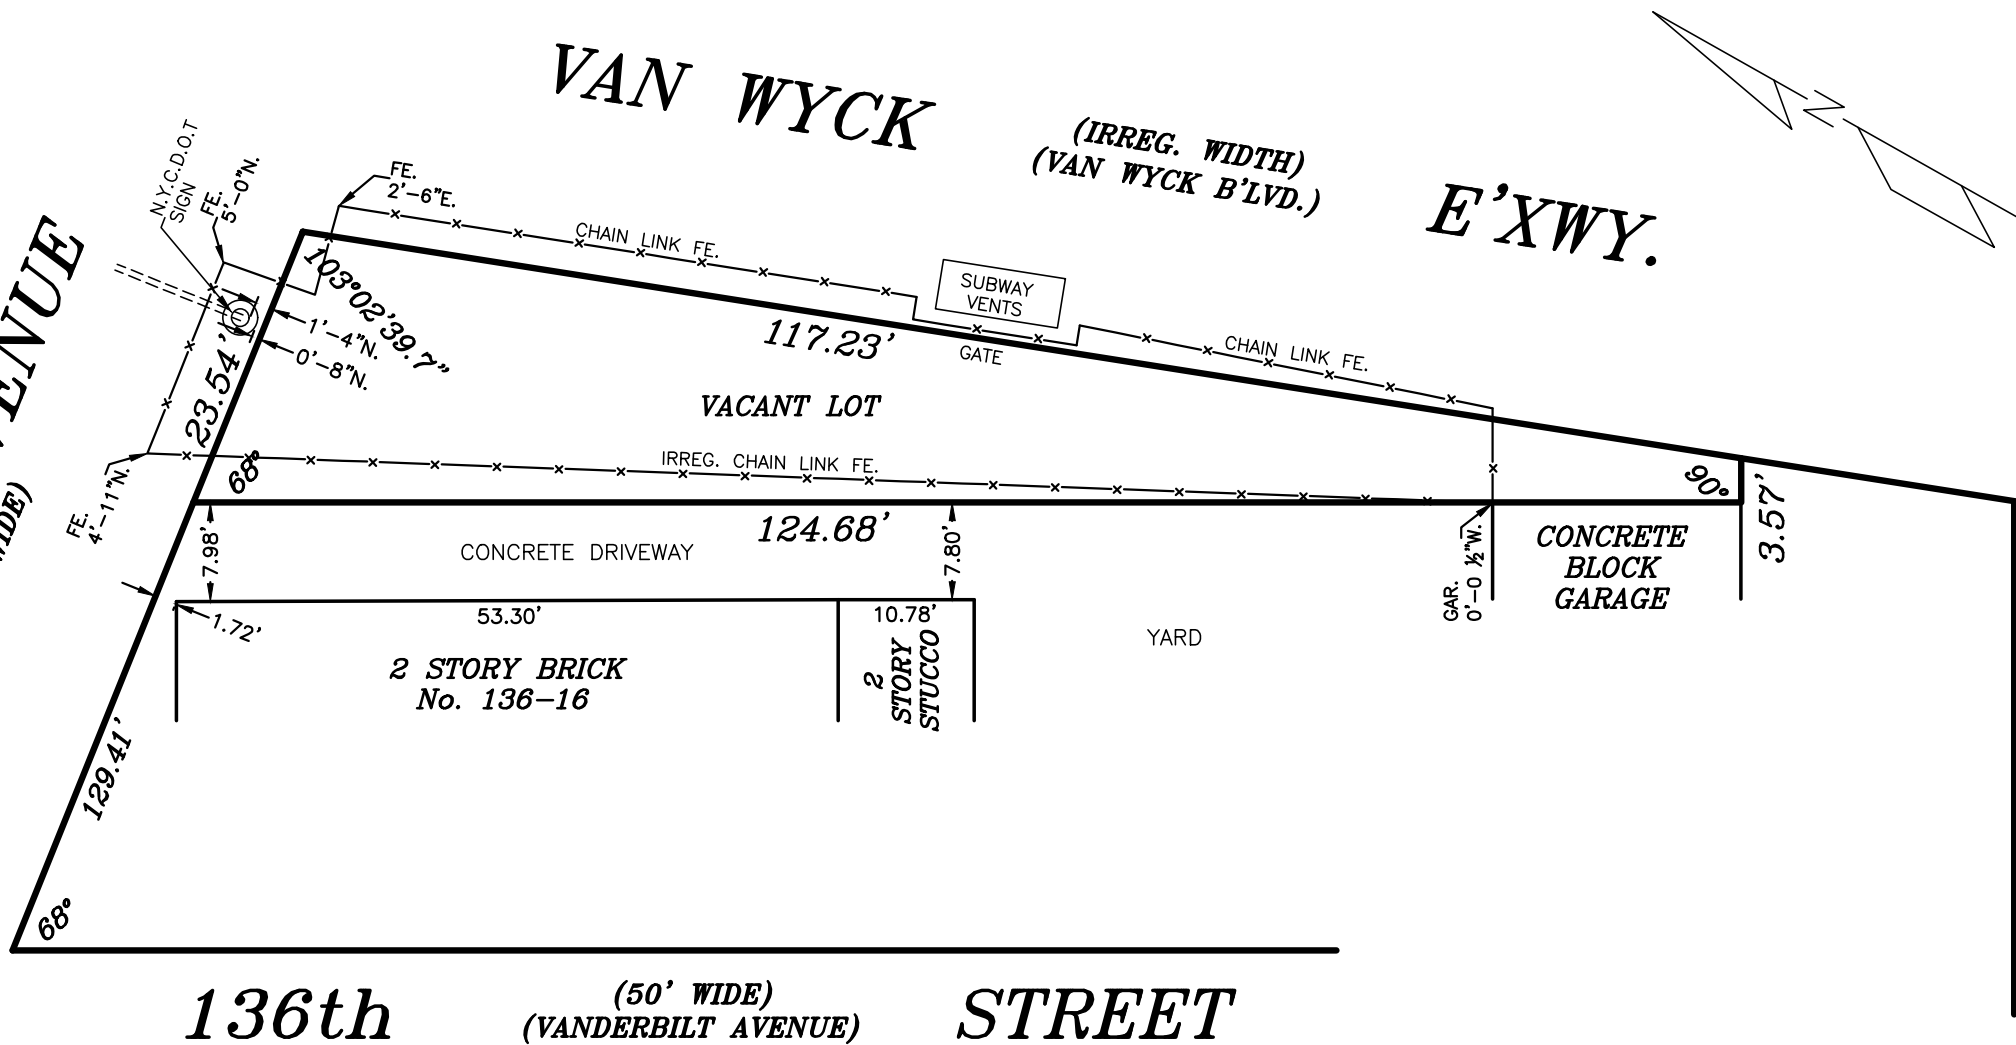 VAN WYCK E'XWY.
(IRREG. WIDTH)
(VAN WYCK B'LVD.)
N.Y.C.D.O.T
SIGN
FE.
5'-0"N.
FE.
2'-6"E.
CHAIN LINK FE.
SUBWAY
VENTS
103°02'39.7"
1'-4"N.
0'-8"N.
117.23'
GATE
CHAIN LINK FE.
23.54'
VACANT LOT
68°
IRREG. CHAIN LINK FE.
90°
3.57'
FE.
4'-11"N.
124.68'
7.98'
CONCRETE DRIVEWAY
7.80'
GAR.
0'-0 ½"W.
CONCRETE
BLOCK
GARAGE
1.72'
53.30'
10.78'
2 STORY BRICK
No. 136-16
2
STORY
STUCCO
YARD
129.41'
68°
136th STREET
(50' WIDE)
(VANDERBILT AVENUE)